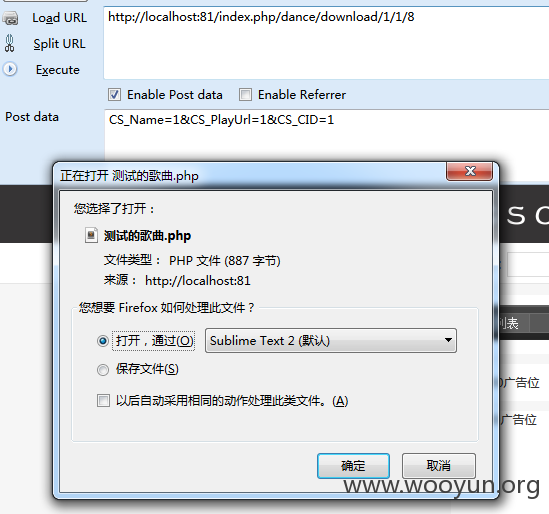 Load URL
http://localhost:81/index.php/dance/download/1/1/8
Split URL
Execute
Enable Post data
Enable Referrer
Post data
CS_Name=1&CS_PlayUrl=1&CS_CID=1
正在打开 测试的歌曲.php
您选择了打开：
测试的歌曲.php
文件类型： PHP 文件 (887 字节)
来源： http://localhost:81
您想要 Firefox 如何处理此文件？
打开，通过(O)
Sublime Text 2 (默认)
保存文件(S)
以后自动采用相同的动作处理此类文件。(A)
确定
取消
S C
列表
广告位
广告位
www.wooyun.org